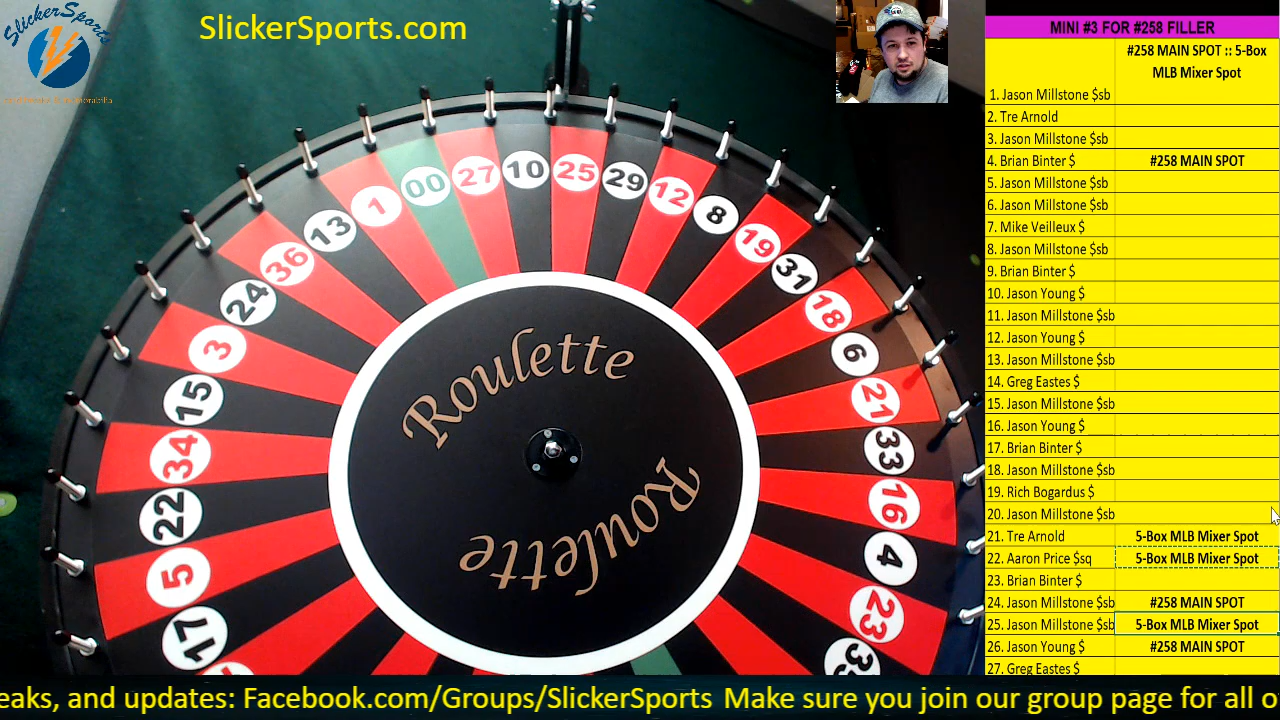 SlickerSports
SlickerSports.com
MINI #3 FOR #258 FILLER
#258 MAIN SPOT :: 5-Box
MLB Mixer Spot
1. Jason Millstone $sb
2. Tre Arnold
3. Jason Millstone $sb
4. Brian Binter $ #258 MAIN SPOT
5. Jason Millstone $sb
6. Jason Millstone $sb
7. Mike Veilleux $
8. Jason Millstone $sb
9. Brian Binter $
10. Jason Young $
11. Jason Millstone $sb
12. Jason Young $
13. Jason Millstone $sb
14. Greg Eastes $
15. Jason Millstone $sb
16. Jason Young $
17. Brian Binter $
18. Jason Millstone $sb
19. Rich Bogardus $
20. Jason Millstone $sb
21. Tre Arnold 5-Box MLB Mixer Spot
22. Aaron Price $sq 5-Box MLB Mixer Spot
23. Brian Binter $
24. Jason Millstone $sb #258 MAIN SPOT
25. Jason Millstone $sb 5-Box MLB Mixer Spot
26. Jason Young $ #258 MAIN SPOT
27. Greg Eastes $
17
5
22
34
15
3
24
36
13
1
00
27
10
25
29
12
8
19
31
18
6
21
33
16
4
23
35
Roulette
Roulette
eaks, and updates: Facebook.com/Groups/SlickerSports Make sure you join our group page for all o